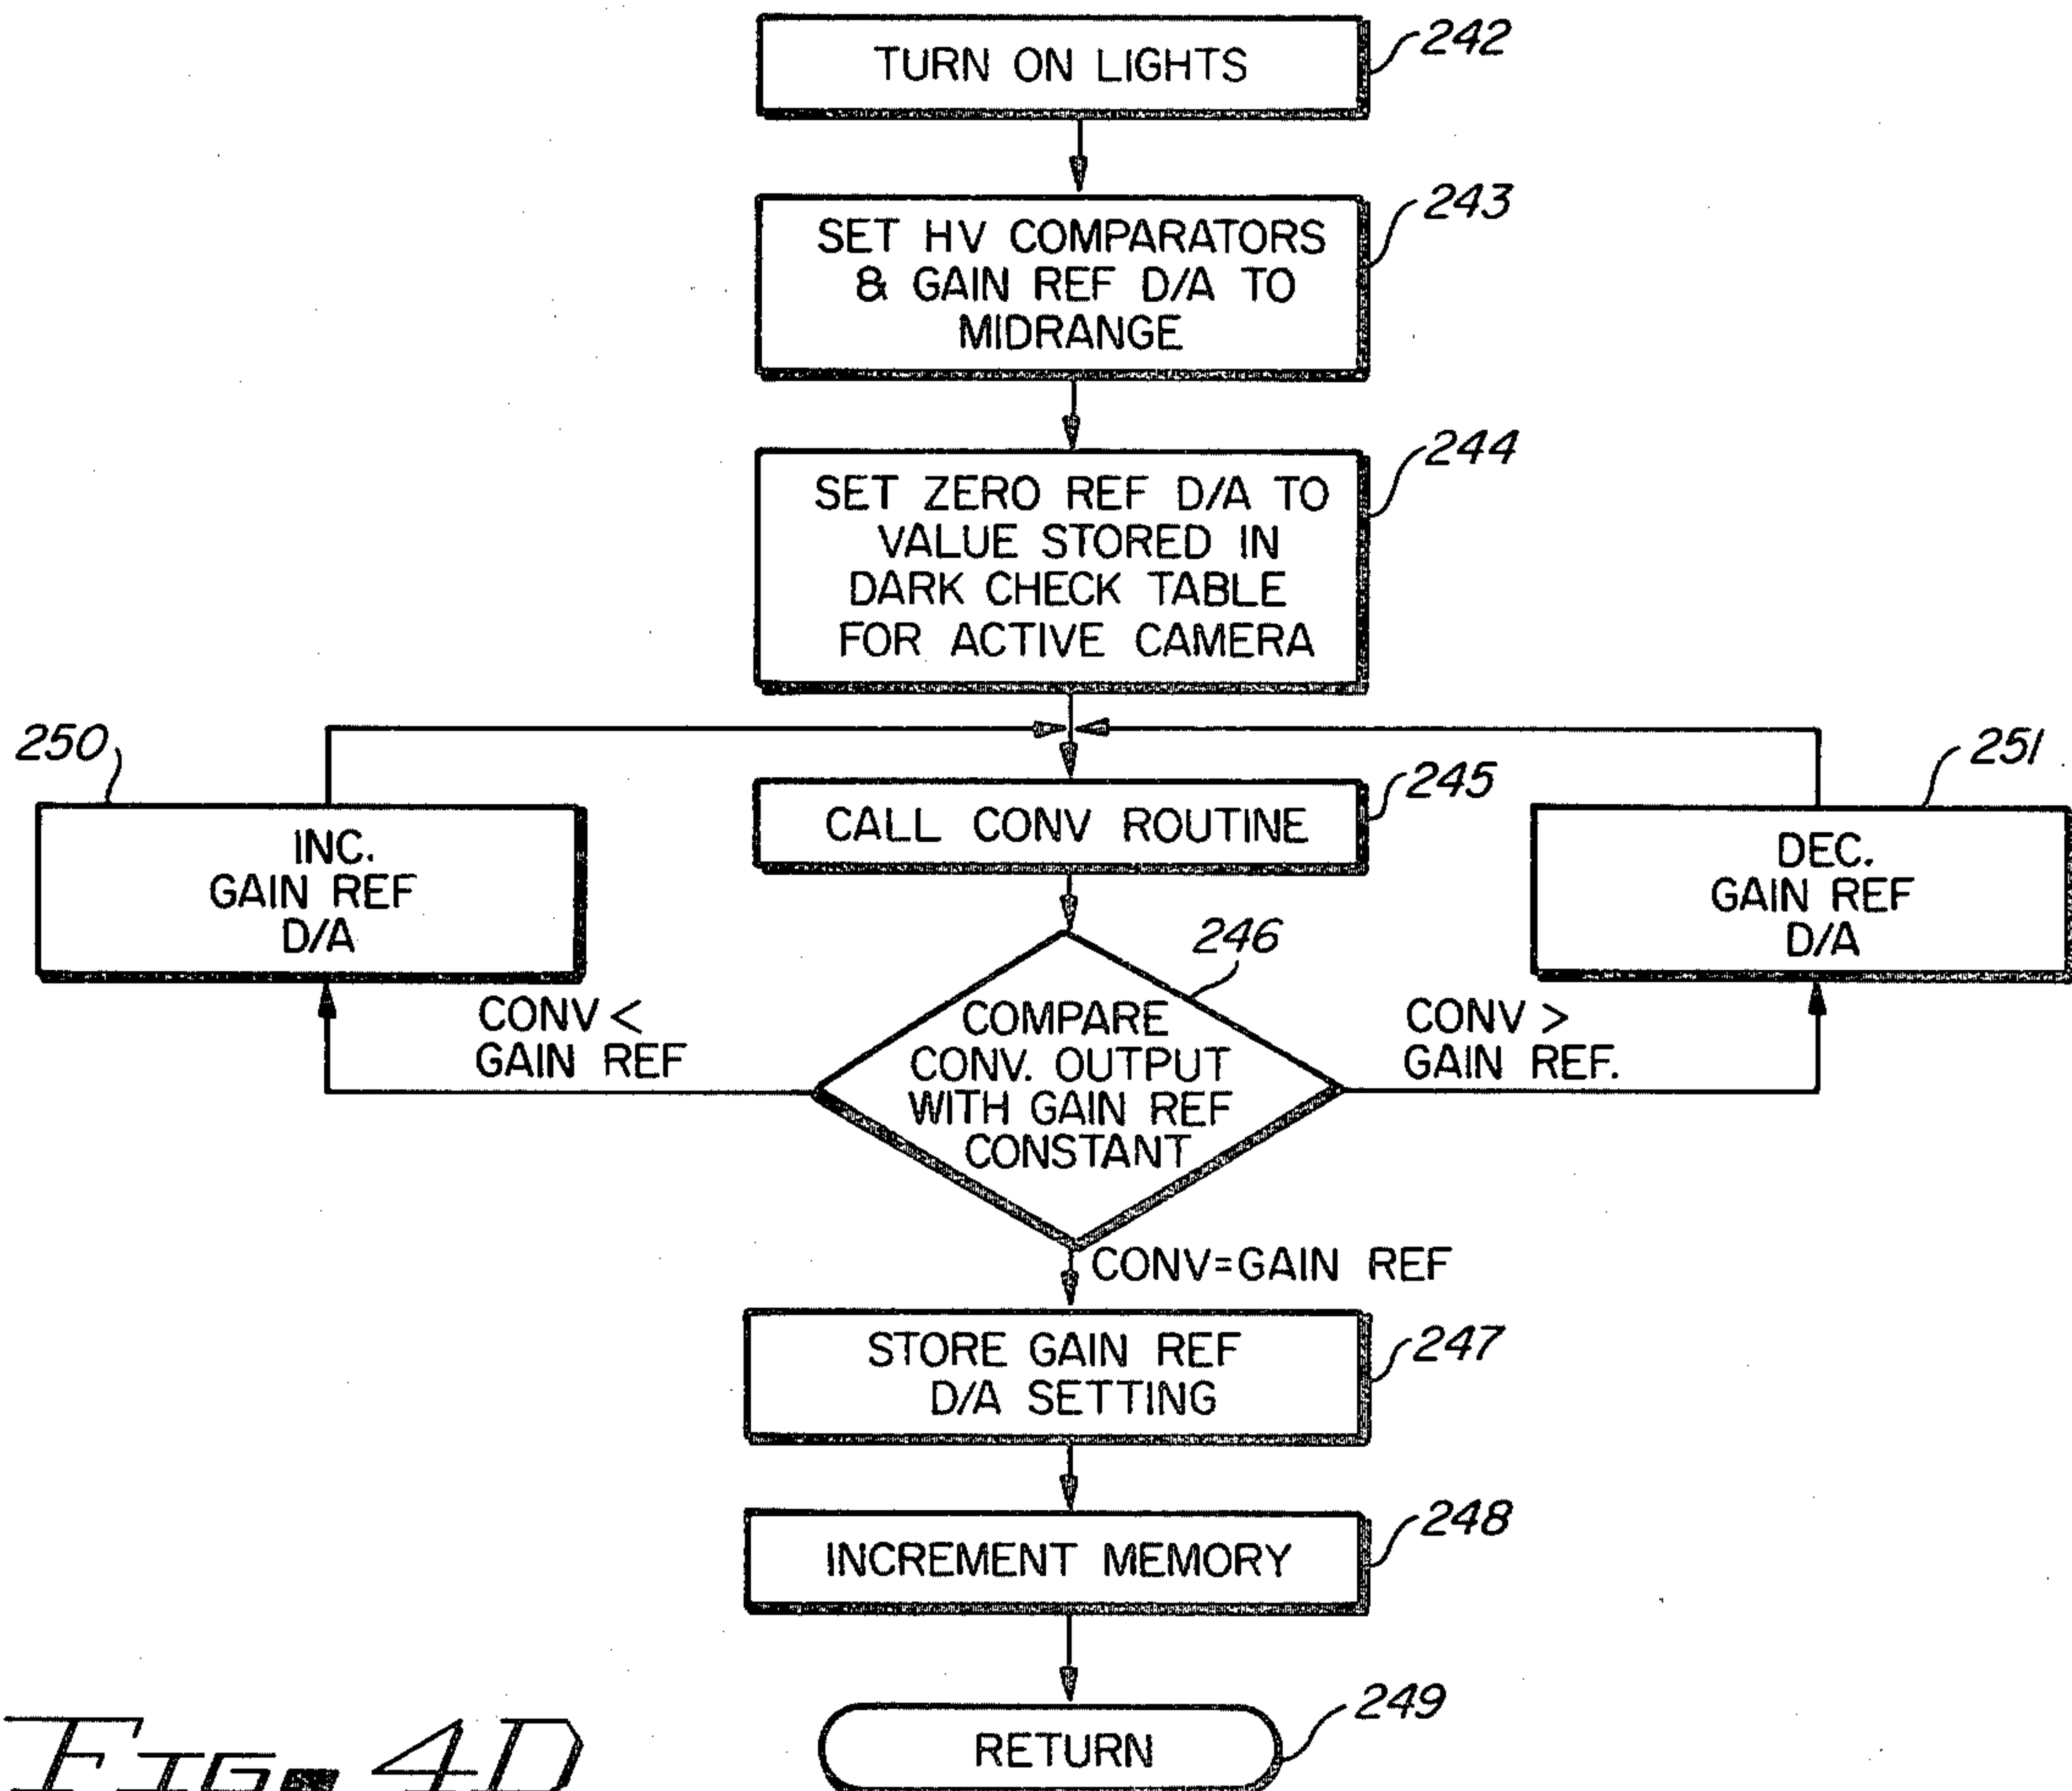 TURN ON LIGHTS
242
SET HV COMPARATORS
& GAIN REF D/A TO
MIDRANGE
243
SET ZERO REF D/A TO
VALUE STORED IN
DARK CHECK TABLE
FOR ACTIVE CAMERA
244
250
INC.
GAIN REF
D/A
CALL CONV ROUTINE
245
251
DEC.
GAIN REF
D/A
CONV <
GAIN REF
COMPARE
CONV. OUTPUT
WITH GAIN REF
CONSTANT
246
CONV >
GAIN REF.
CONV=GAIN REF
STORE GAIN REF
D/A SETTING
247
INCREMENT MEMORY
248
RETURN
249
FIG. 4D